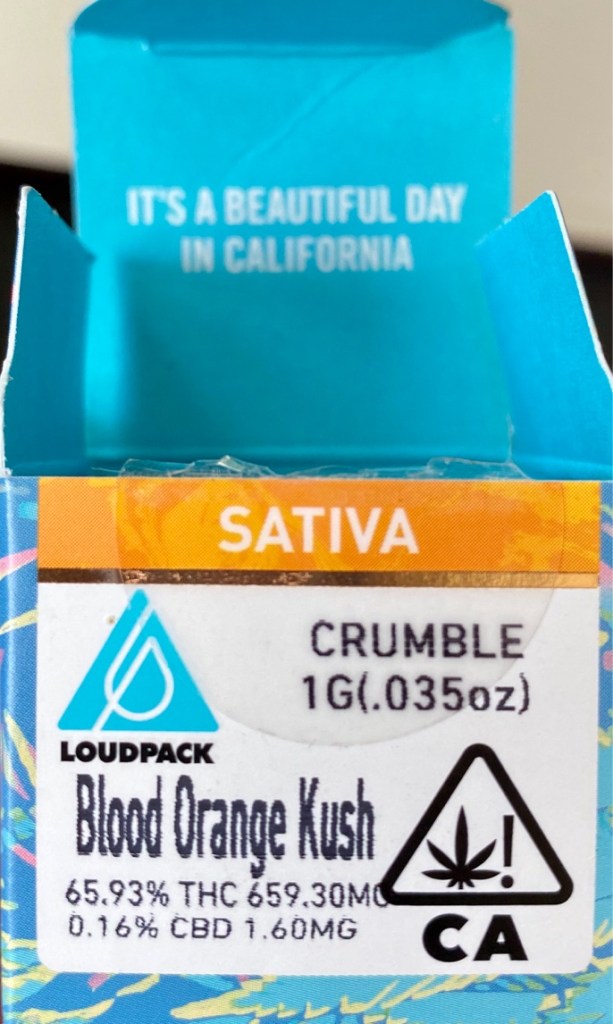 IT'S A BEAUTIFUL DAY
IN CALIFORNIA
SATIVA
CRUMBLE
1G(.035oz)
LOUDPACK
Blood Orange Kush
65.93% THC 659.30MG
0.16% CBD 1.60MG
!
CA